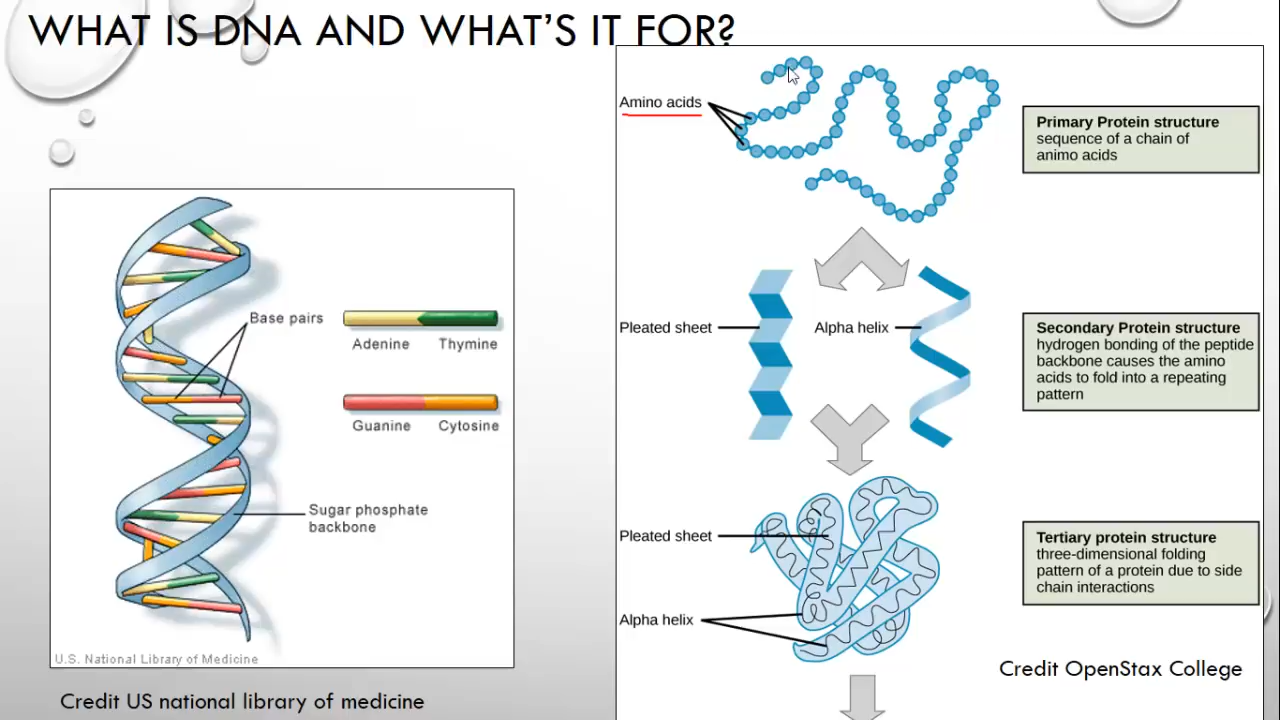 WHAT IS DNA AND WHAT'S IT FOR?
Base pairs
Adenine Thymine
Guanine Cytosine
Sugar phosphate
backbone
U.S. National Library of Medicine
Credit US national library of medicine
Amino acids
Primary Protein structure
sequence of a chain of
animo acids
Pleated sheet
Alpha helix
Secondary Protein structure
hydrogen bonding of the peptide
backbone causes the amino
acids to fold into a repeating
pattern
Pleated sheet
Alpha helix
Tertiary protein structure
three-dimensional folding
pattern of a protein due to side
chain interactions
Credit OpenStax College